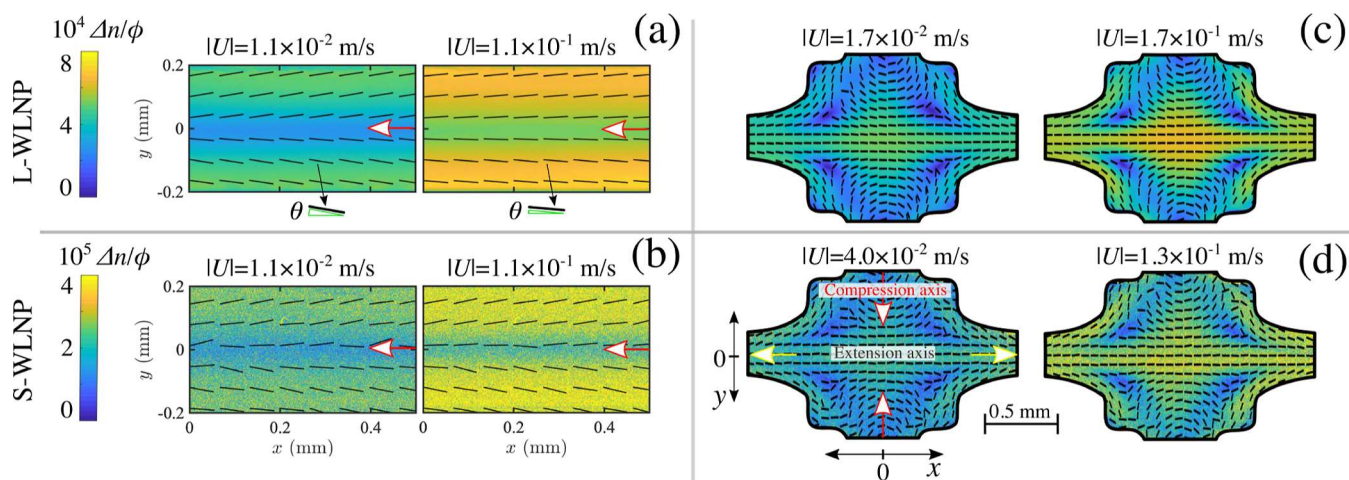 10⁴ Δn/ϕ
8
4
0
L-WLNP
|U|=1.1×10⁻² m/s
|U|=1.1×10⁻¹ m/s
(a)
0.2
0
-0.2
y (mm)
θ
θ
|U|=1.7×10⁻² m/s
|U|=1.7×10⁻¹ m/s
(c)
10⁵ Δn/ϕ
4
2
0
S-WLNP
|U|=1.1×10⁻² m/s
|U|=1.1×10⁻¹ m/s
(b)
0.2
0
-0.2
y (mm)
0
0.2
0.4
0
0.2
0.4
x (mm)
x (mm)
|U|=4.0×10⁻² m/s
|U|=1.3×10⁻¹ m/s
(d)
Compression axis
Extension axis
0
y
0.5 mm
0
x